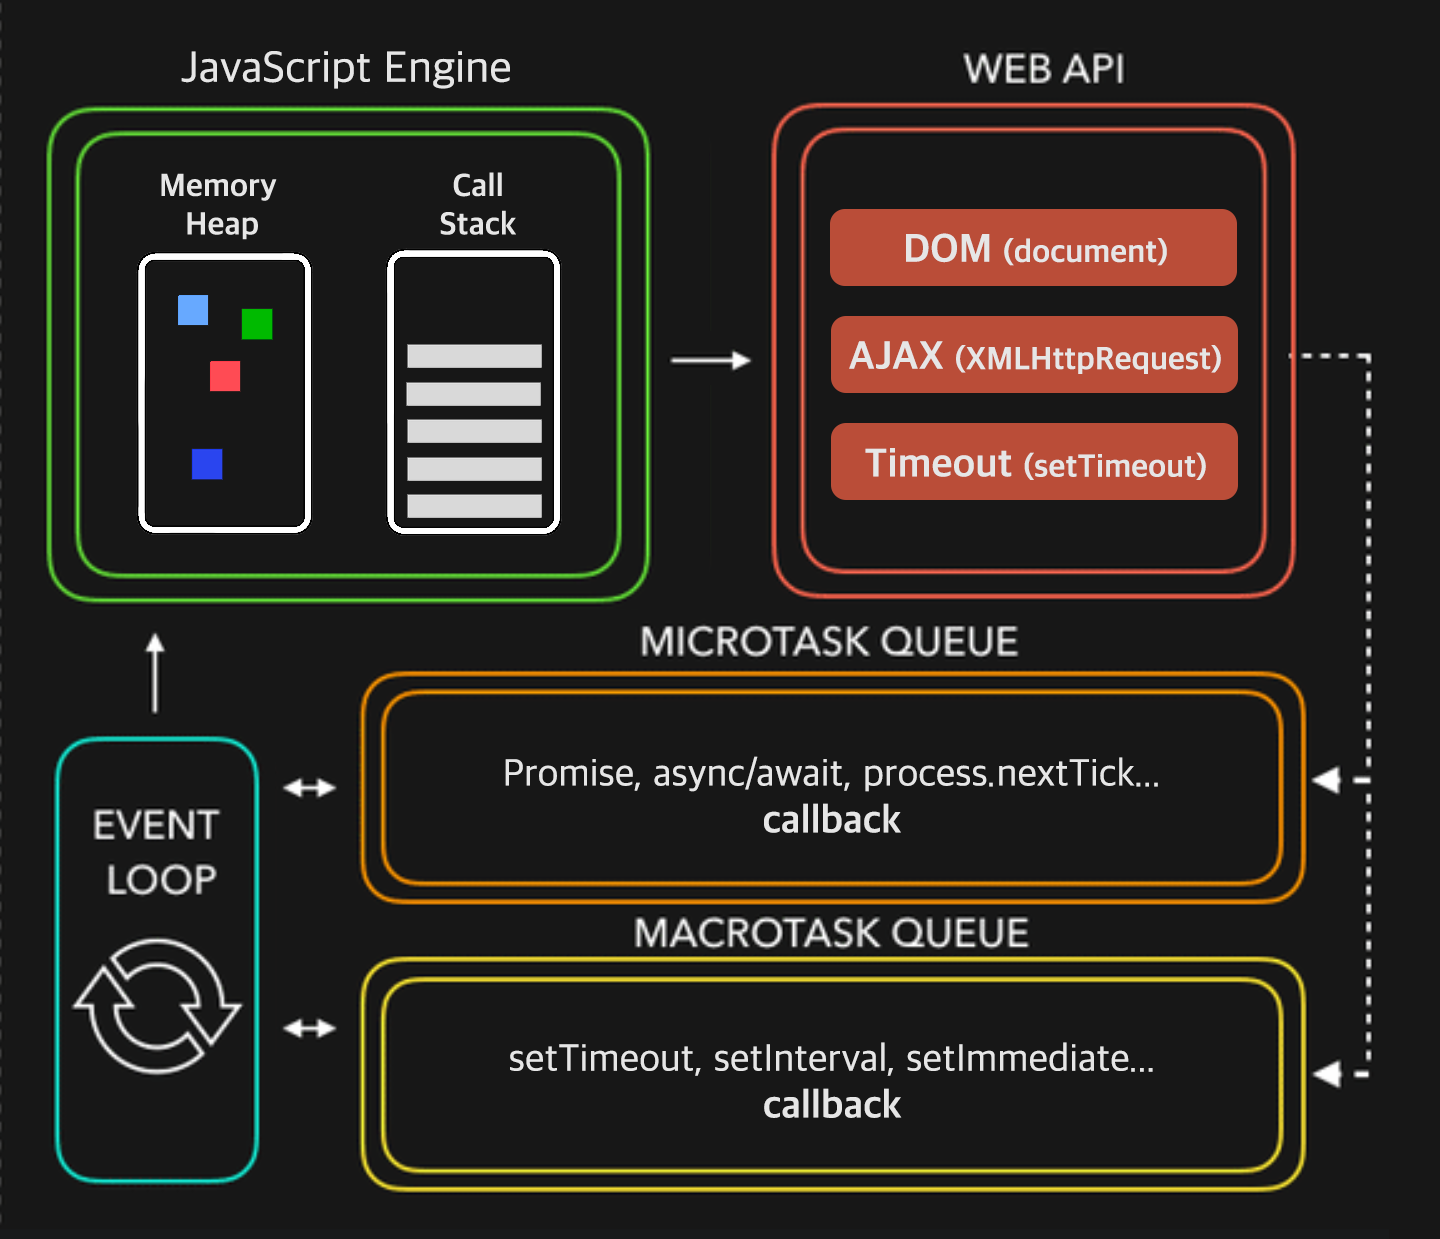 JavaScript Engine
WEB API
Memory
Heap
Call
Stack
DOM (document)
AJAX (XMLHttpRequest)
Timeout (setTimeout)
MICROTASK QUEUE
Promise, async/await, process.nextTick...
callback
EVENT
LOOP
MACROTASK QUEUE
setTimeout, setInterval, setImmediate...
callback